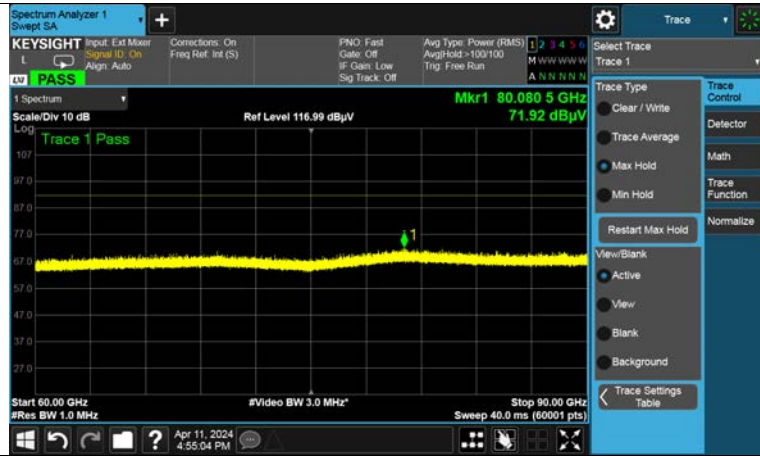 Spectrum Analyzer 1
Swept SA
Trace
KEYSIGHT
L
LXI PASS
Input: Ext Mixer
Signal ID: On
Align: Auto
Corrections: On
Freq Ref: Int (S)
PNO: Fast
Gate: Off
IF Gain: Low
Sig Track: Off
Avg Type: Power (RMS)
Avg|Hold:>100/100
Trig: Free Run
1 2 3 4 5 6
M W W W W W
A N N N N N
Select Trace
Trace 1
1 Spectrum
Mkr1 80.080 5 GHz
Scale/Div 10 dB
Ref Level 116.99 dBµV
71.92 dBµV
Log
Trace 1 Pass
107
97.0
87.0
77.0
67.0
57.0
47.0
37.0
27.0
1
Start 60.00 GHz
#Video BW 3.0 MHz*
Stop 90.00 GHz
#Res BW 1.0 MHz
Sweep 40.0 ms (60001 pts)
Trace Type
Clear / Write
Trace Average
Max Hold
Min Hold
Restart Max Hold
View/Blank
Active
View
Blank
Background
Trace Settings
Table
Trace
Control
Detector
Math
Trace
Function
Normalize
?
Apr 11, 2024
4:55:04 PM